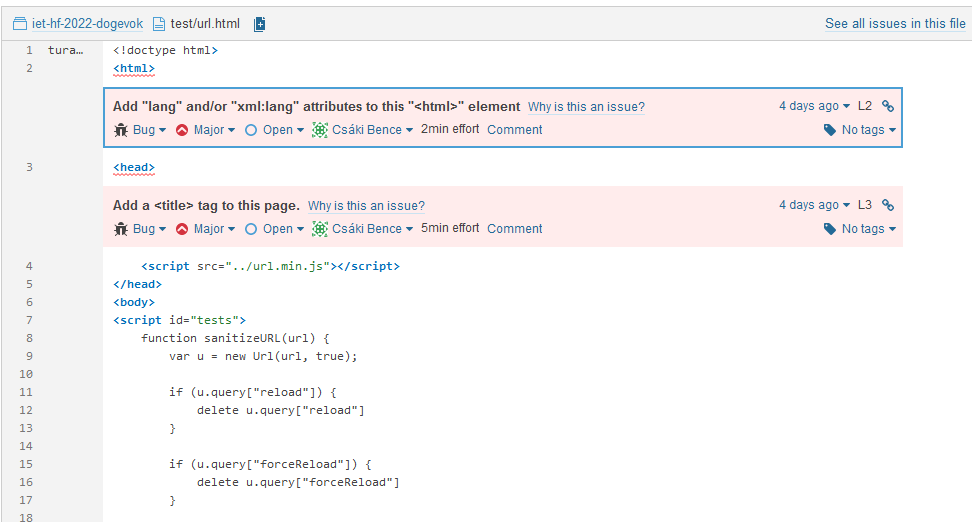 iet-hf-2022-dogevok test/url.html See all issues in this file
1 tura… <!doctype html>
2 <html>
Add "lang" and/or "xml:lang" attributes to this "<html>" element Why is this an issue? 4 days ago L2
Bug Major Open Csáki Bence 2min effort Comment No tags
3 <head>
Add a <title> tag to this page. Why is this an issue? 4 days ago L3
Bug Major Open Csáki Bence 5min effort Comment No tags
4 <script src="../url.min.js"></script>
5 </head>
6 <body>
7 <script id="tests">
8 function sanitizeURL(url) {
9 var u = new Url(url, true);
10
11 if (u.query["reload"]) {
12 delete u.query["reload"]
13 }
14
15 if (u.query["forceReload"]) {
16 delete u.query["forceReload"]
17 }
18